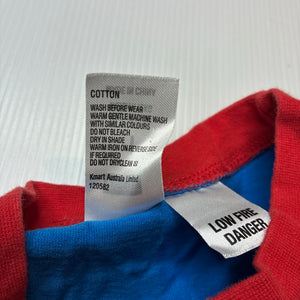 COTTON
WASH BEFORE WEAR
WARM GENTLE MACHINE WASH
WITH SIMILAR COLOURS
DO NOT BLEACH
DRY IN SHADE
WARM IRON ON REVERSE SIDE
IF REQUIRED
DO NOT DRYCLEAN
Kmart Australia Limited
120582
LOW FIRE
DANGER